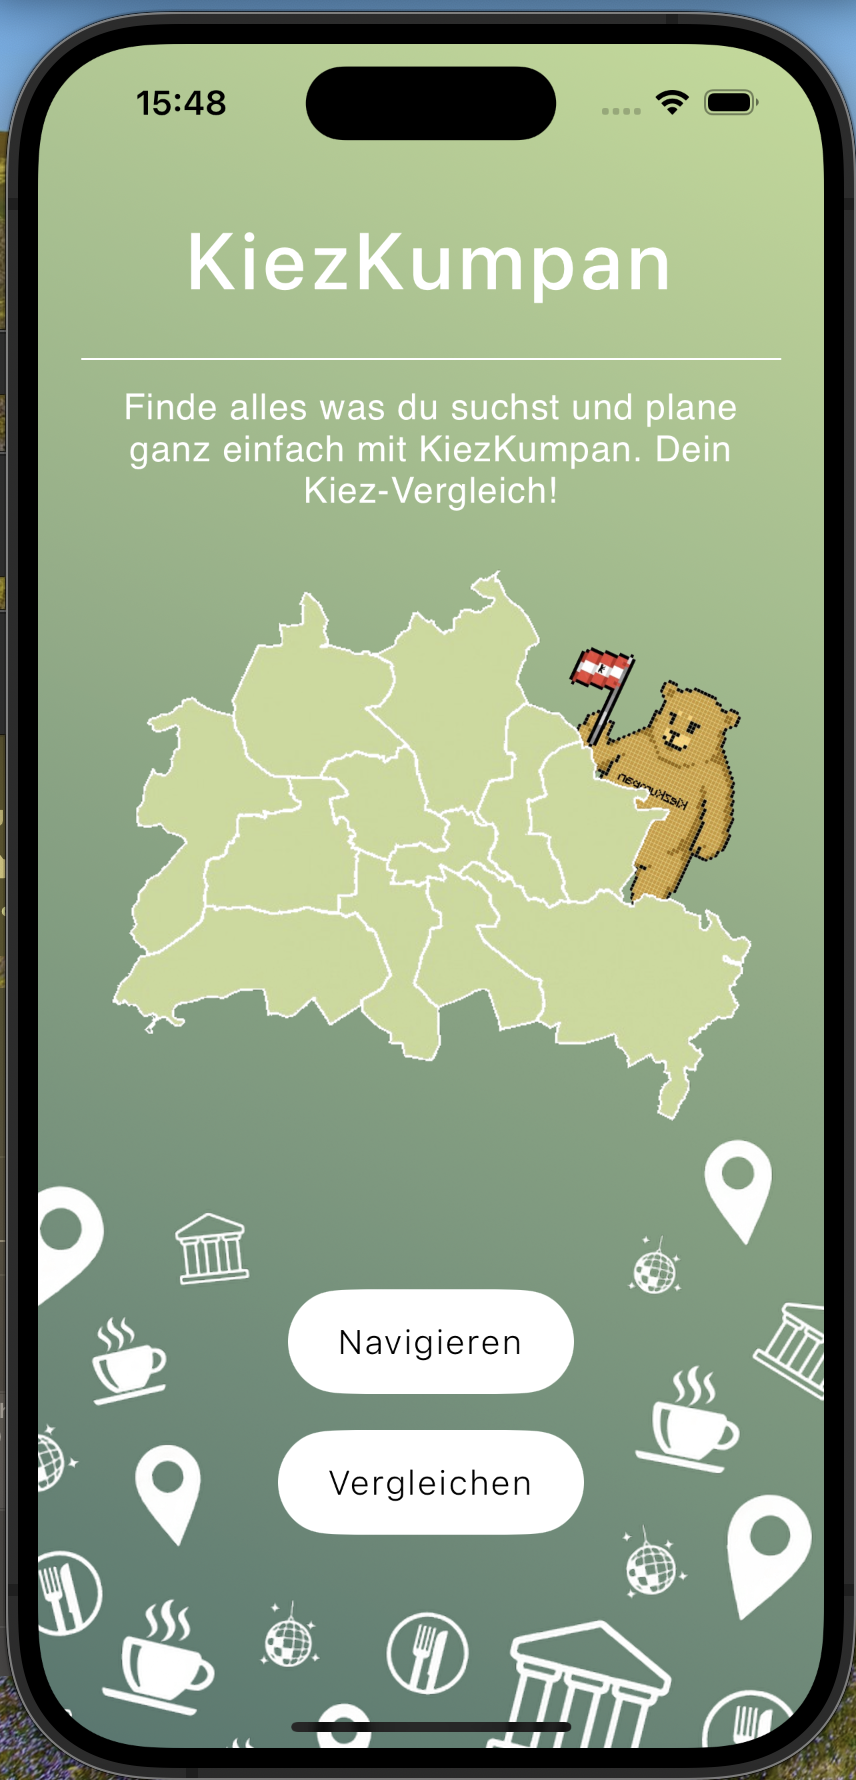 15:48
KiezKumpan
Finde alles was du suchst und plane
ganz einfach mit KiezKumpan. Dein
Kiez-Vergleich!
KiezKumpan
Navigieren
Vergleichen